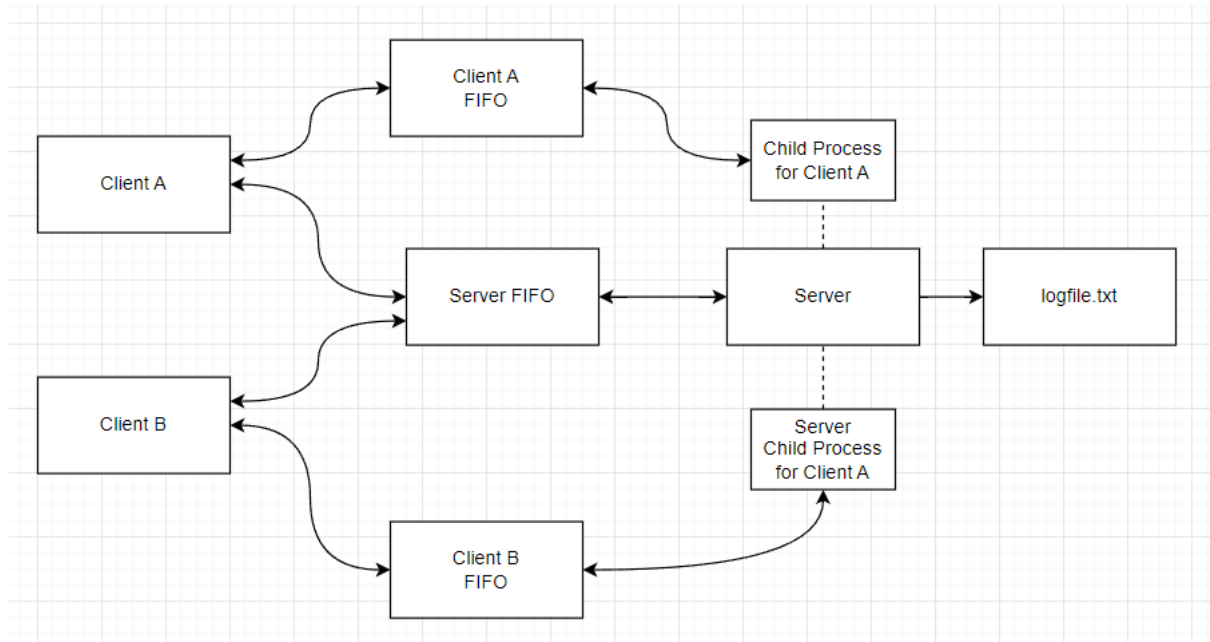 Client A
FIFO
Child Process
for Client A
Client A
Server FIFO
Server
logfile.txt
Client B
Server
Child Process
for Client A
Client B
FIFO